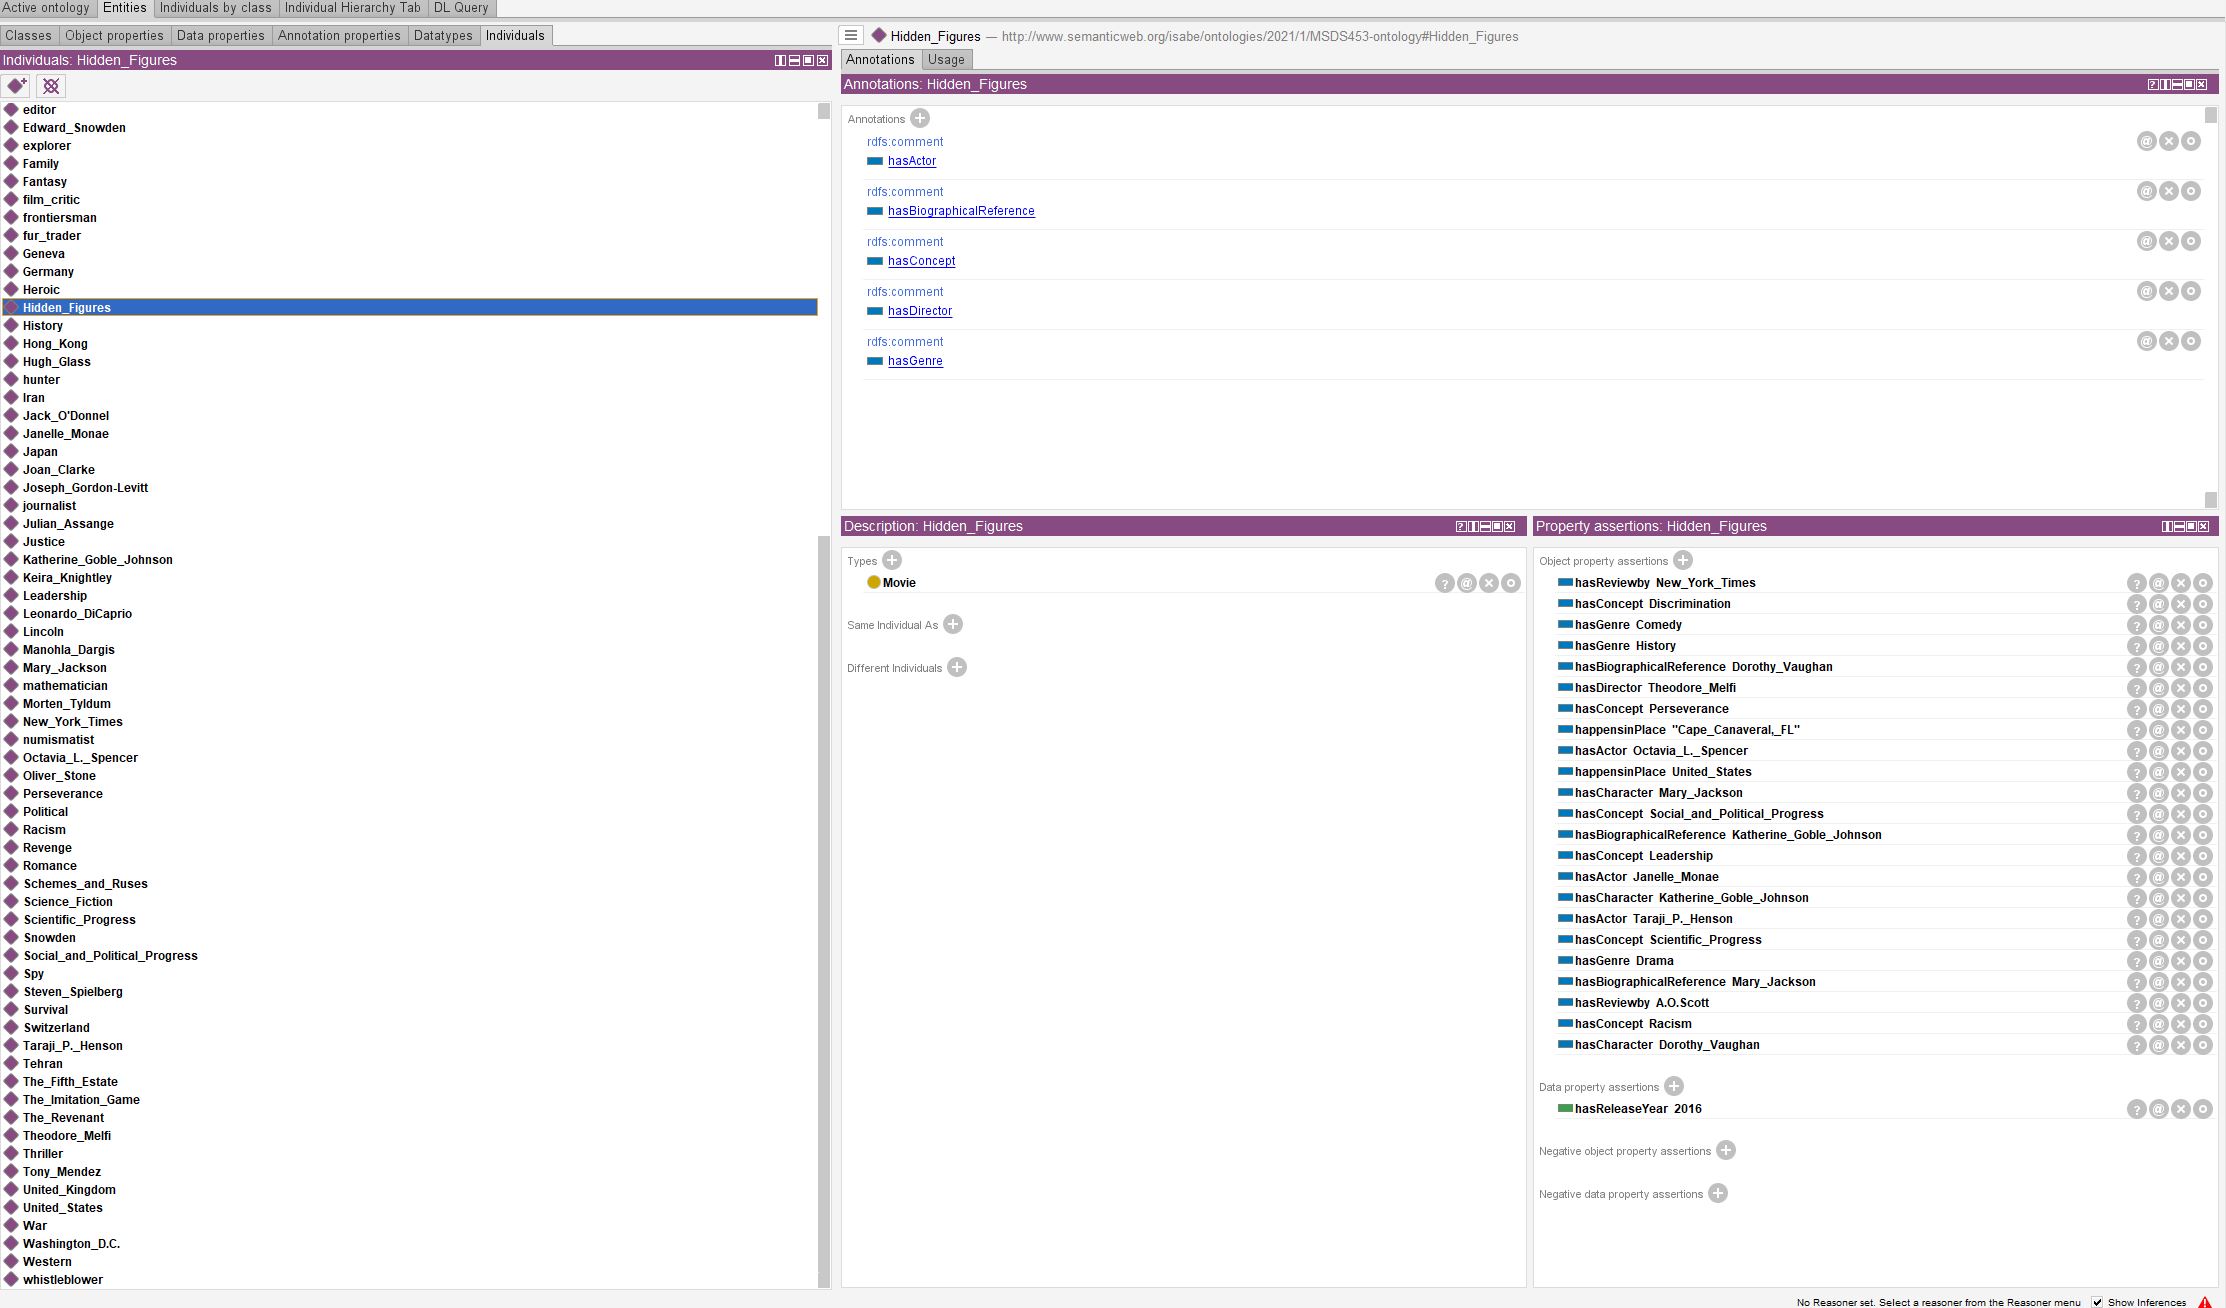 Active ontology Entities Individuals by class Individual Hierarchy Tab DL Query
Classes Object properties Data properties Annotation properties Datatypes Individuals
Individuals: Hidden_Figures
editor
Edward_Snowden
explorer
Family
Fantasy
film_critic
frontiersman
fur_trader
Geneva
Germany
Heroic
Hidden_Figures
History
Hong_Kong
Hugh_Glass
hunter
Iran
Jack_O'Donnel
Janelle_Monae
Japan
Joan_Clarke
Joseph_Gordon-Levitt
journalist
Julian_Assange
Justice
Katherine_Goble_Johnson
Keira_Knightley
Leadership
Leonardo_DiCaprio
Lincoln
Manohla_Dargis
Mary_Jackson
mathematician
Morten_Tyldum
New_York_Times
numismatist
Octavia_L._Spencer
Oliver_Stone
Perseverance
Political
Racism
Revenge
Romance
Schemes_and_Ruses
Science_Fiction
Scientific_Progress
Snowden
Social_and_Political_Progress
Spy
Steven_Spielberg
Survival
Switzerland
Taraji_P._Henson
Tehran
The_Fifth_Estate
The_Imitation_Game
The_Revenant
Theodore_Melfi
Thriller
Tony_Mendez
United_Kingdom
United_States
War
Washington_D.C.
Western
whistleblower
Hidden_Figures — http://www.semanticweb.org/isabe/ontologies/2021/1/MSDS453-ontology#Hidden_Figures
Annotations Usage
Annotations: Hidden_Figures
Annotations
rdfs:comment
hasActor
rdfs:comment
hasBiographicalReference
rdfs:comment
hasConcept
rdfs:comment
hasDirector
rdfs:comment
hasGenre
Description: Hidden_Figures
Types
Movie
Same Individual As
Different Individuals
Property assertions: Hidden_Figures
Object property assertions
hasReviewby New_York_Times
hasConcept Discrimination
hasGenre Comedy
hasGenre History
hasBiographicalReference Dorothy_Vaughan
hasDirector Theodore_Melfi
hasConcept Perseverance
happensinPlace "Cape_Canaveral,_FL"
hasActor Octavia_L._Spencer
happensinPlace United_States
hasCharacter Mary_Jackson
hasConcept Social_and_Political_Progress
hasBiographicalReference Katherine_Goble_Johnson
hasConcept Leadership
hasActor Janelle_Monae
hasCharacter Katherine_Goble_Johnson
hasActor Taraji_P._Henson
hasConcept Scientific_Progress
hasGenre Drama
hasBiographicalReference Mary_Jackson
hasReviewby A.O.Scott
hasConcept Racism
hasCharacter Dorothy_Vaughan
Data property assertions
hasReleaseYear 2016
Negative object property assertions
Negative data property assertions
No Reasoner set. Select a reasoner from the Reasoner menu Show Inferences